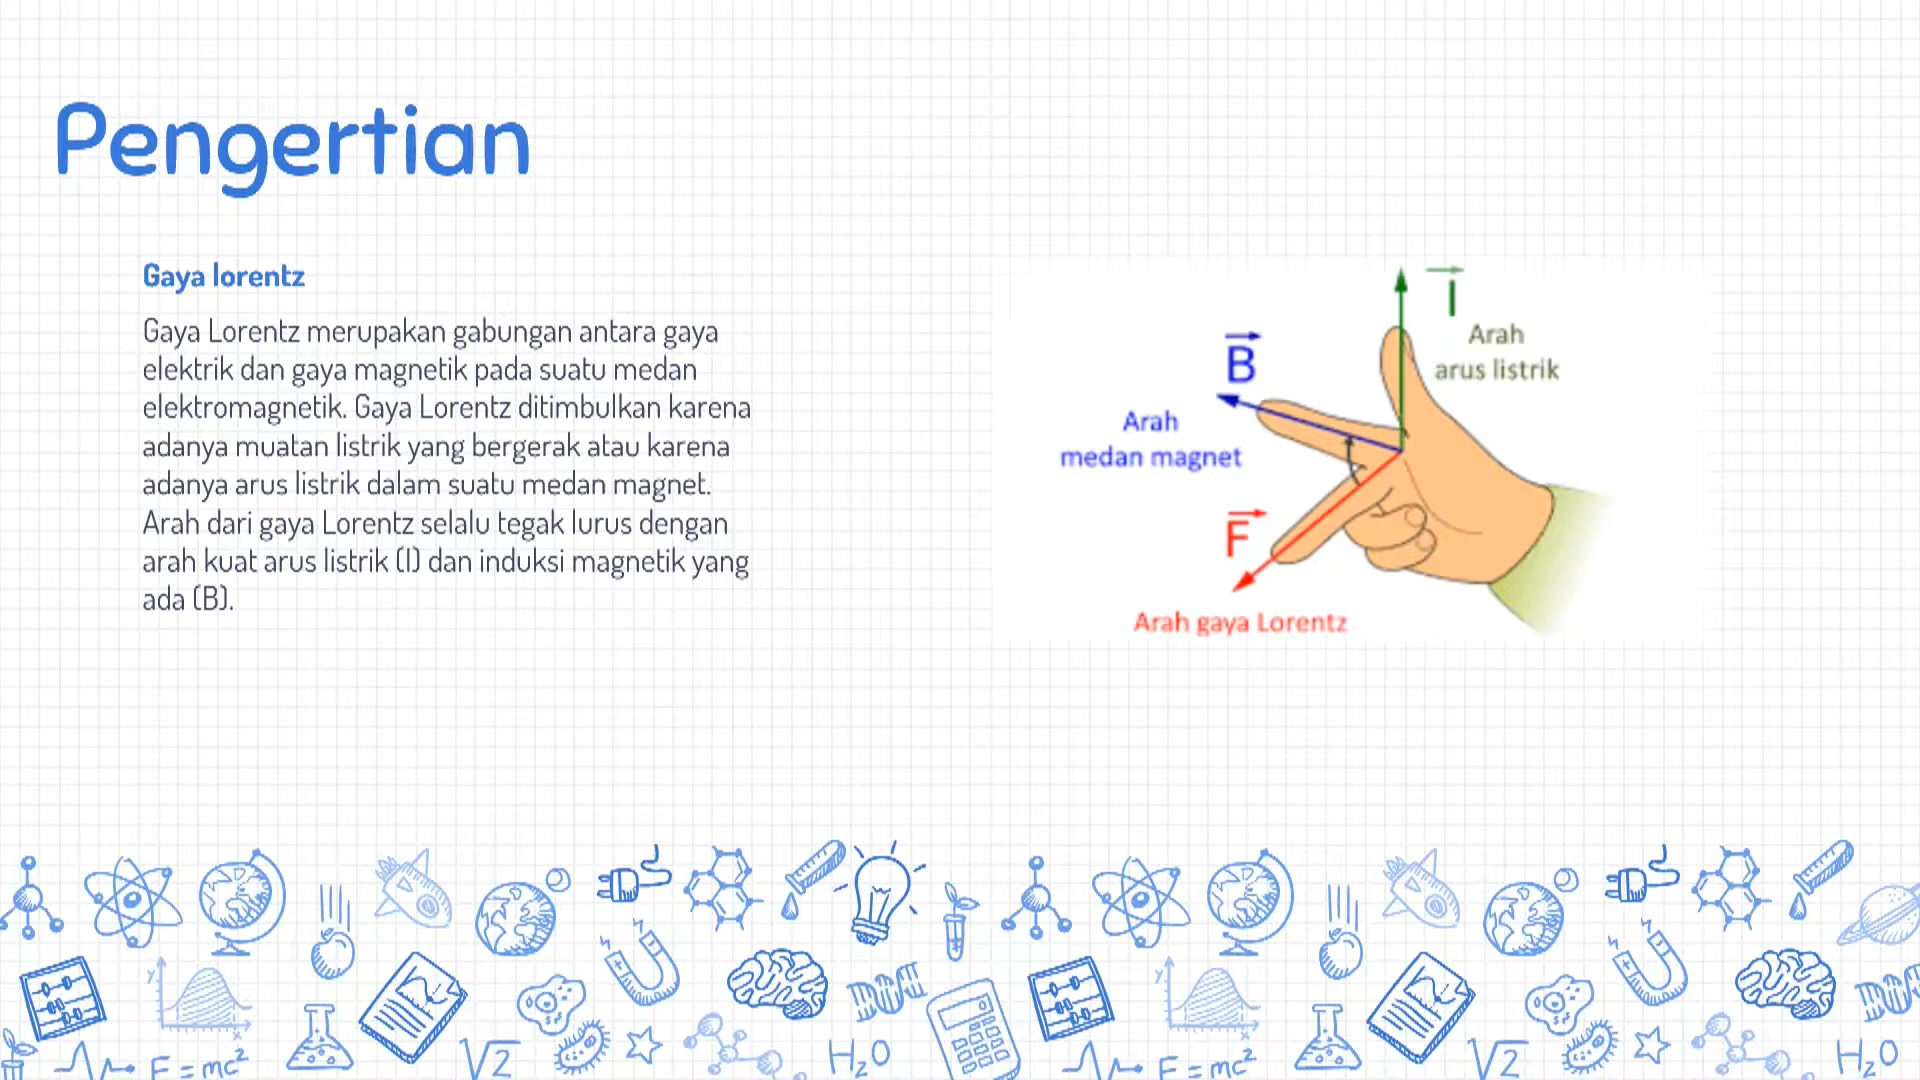 Pengertian
Gaya lorentz
Gaya Lorentz merupakan gabungan antara gaya
elektrik dan gaya magnetik pada suatu medan
elektromagnetik. Gaya Lorentz ditimbulkan karena
adanya muatan listrik yang bergerak atau karena
adanya arus listrik dalam suatu medan magnet.
Arah dari gaya Lorentz selalu tegak lurus dengan
arah kuat arus listrik (I) dan induksi magnetik yang
ada (B).
I
Arah
arus listrik
B
Arah
medan magnet
F
Arah gaya Lorentz
y
x
F = mc²
√2
H₂O
y
x
F = mc²
√2
H₂O